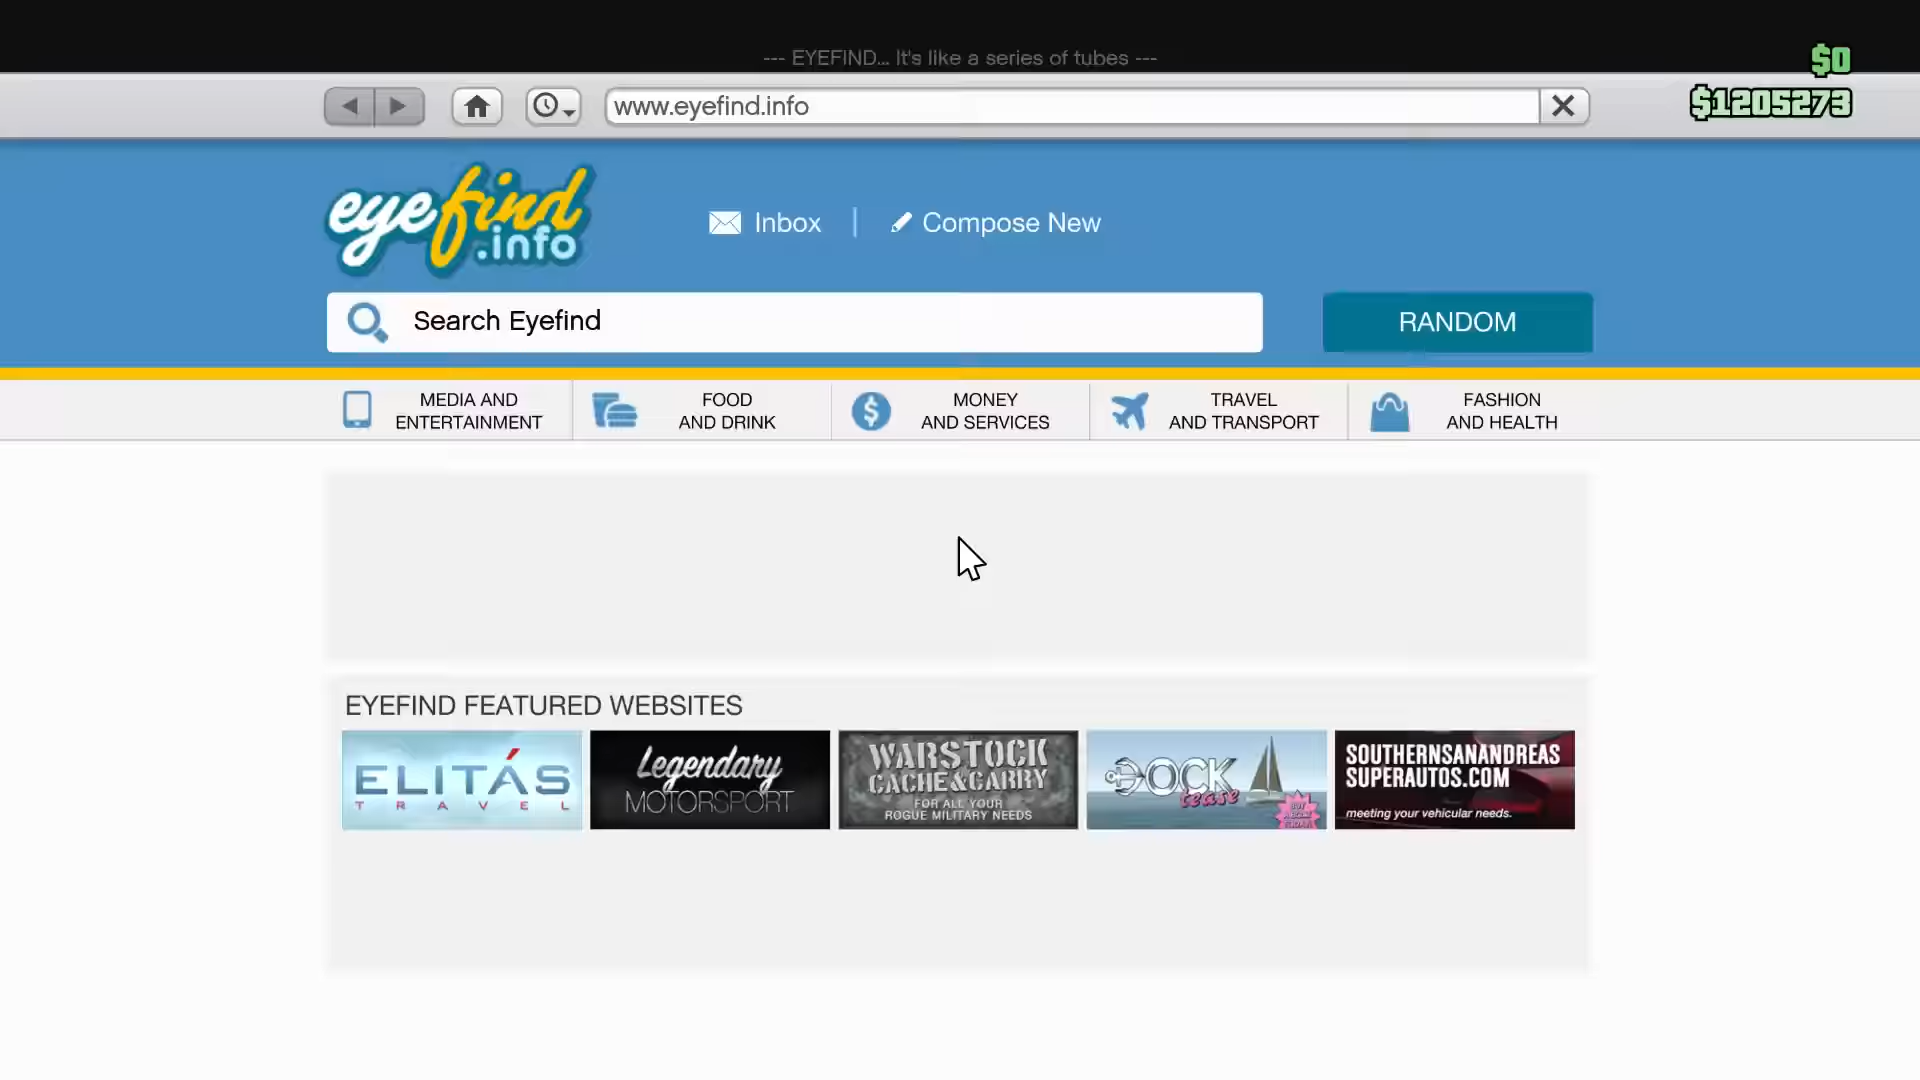 --- EYEFIND... It's like a series of tubes ---
$0
$1205273
www.eyefind.info
eyefind
.info
Inbox
Compose New
Search Eyefind
RANDOM
MEDIA AND
ENTERTAINMENT
FOOD
AND DRINK
MONEY
AND SERVICES
TRAVEL
AND TRANSPORT
FASHION
AND HEALTH
EYEFIND FEATURED WEBSITES
ELITÁS
TRAVEL
Legendary
MOTORSPORT
WARSTOCK
CACHE&CARRY
FOR ALL YOUR
ROGUE MILITARY NEEDS
DOCK
tease
SOUTHERNSANANDREAS
SUPERAUTOS.COM
meeting your vehicular needs.